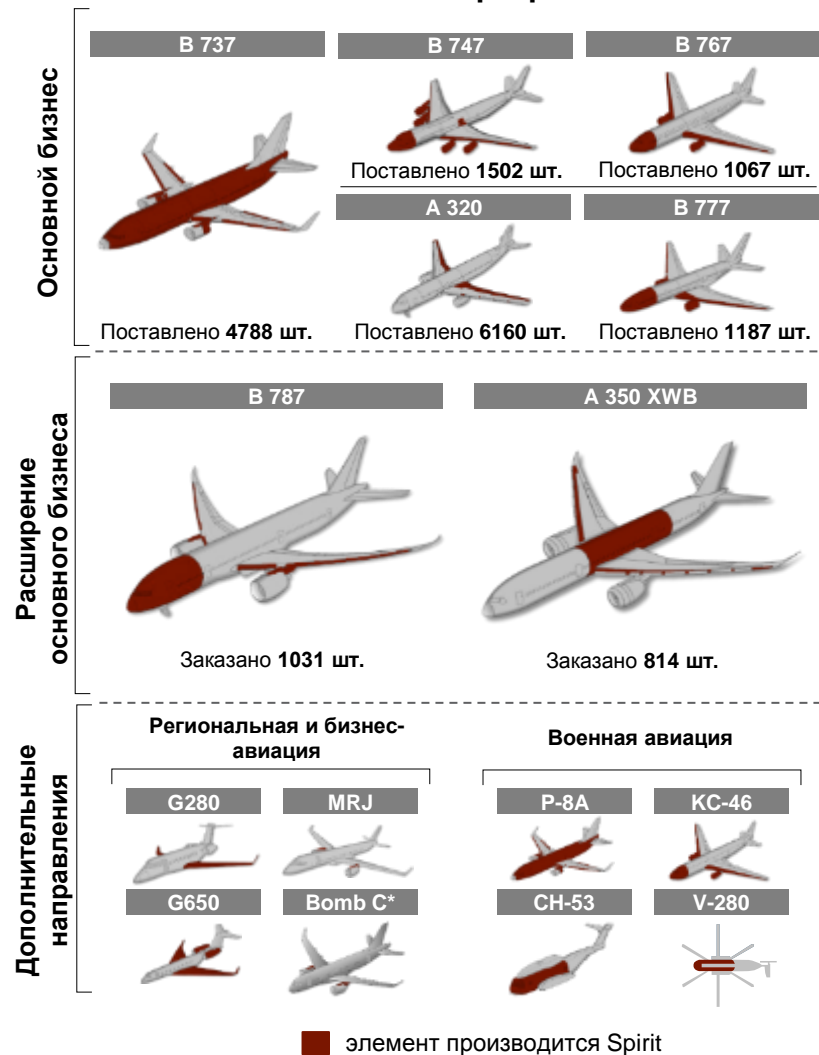 Основной бизнес
B 737
B 747
B 767
Поставлено 1502 шт.
Поставлено 1067 шт.
A 320
B 777
Поставлено 4788 шт.
Поставлено 6160 шт.
Поставлено 1187 шт.
Расширение
основного бизнеса
B 787
A 350 XWB
Заказано 1031 шт.
Заказано 814 шт.
Дополнительные
направления
Региональная и бизнес-
авиация
Военная авиация
G280
MRJ
P-8A
KC-46
G650
Bomb C*
CH-53
V-280
элемент производится Spirit